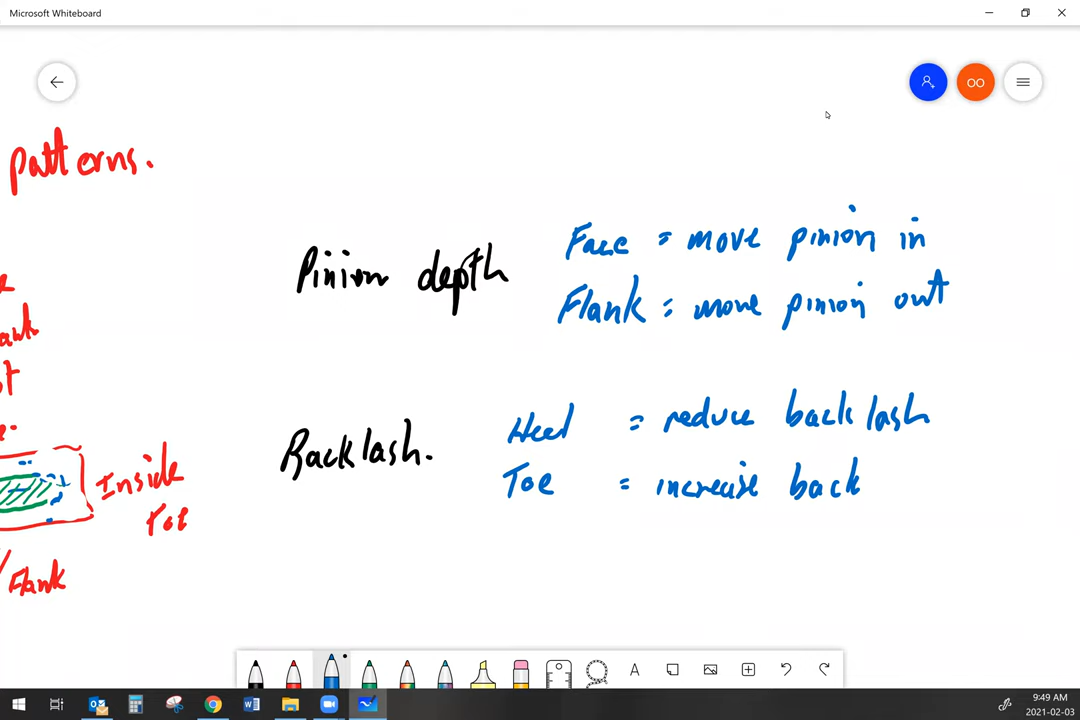 Microsoft Whiteboard
OO
patterns.
Pinion depth
Face = move pinion in
Flank = move pinion out
Backlash.
Heel = reduce backlash
Toe = increase back
Inside
Toe
Flank
A
9:49 AM
2021-02-03